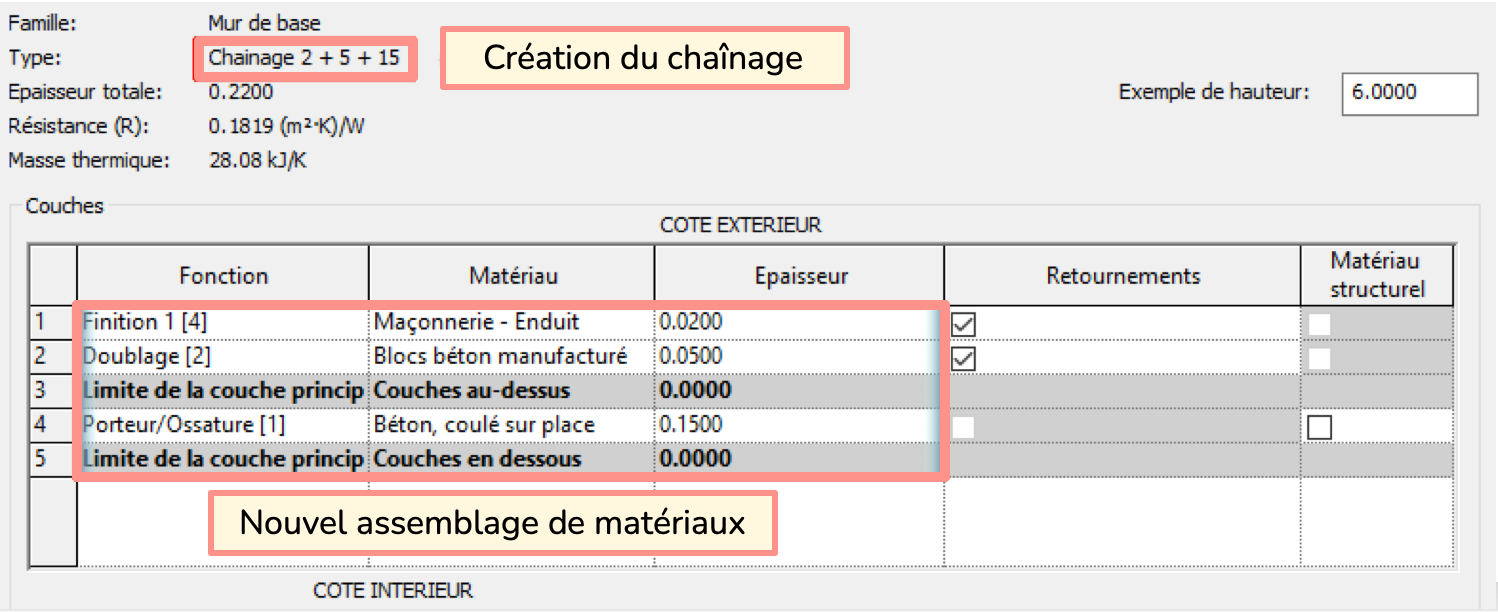 Famille: Mur de base
Type: Chainage 2 + 5 + 15 Création du chaînage
Epaisseur totale: 0.2200 Exemple de hauteur: 6.0000
Résistance (R): 0.1819 (m²·K)/W
Masse thermique: 28.08 kJ/K
Couches
COTE EXTERIEUR
Fonction Matériau Epaisseur Retournements Matériau structurel
1 Finition 1 [4] Maçonnerie - Enduit 0.0200
2 Doublage [2] Blocs béton manufacturé 0.0500
3 Limite de la couche princip Couches au-dessus 0.0000
4 Porteur/Ossature [1] Béton, coulé sur place 0.1500
5 Limite de la couche princip Couches en dessous 0.0000
Nouvel assemblage de matériaux
COTE INTERIEUR